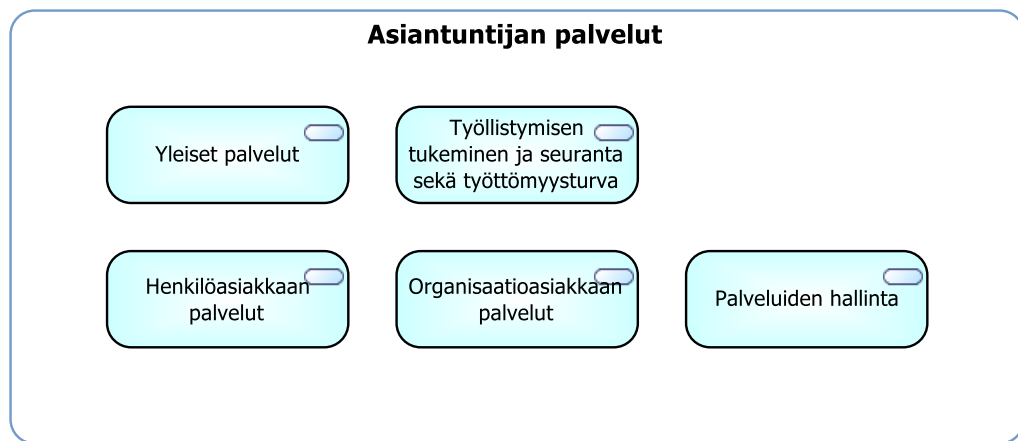 Asiantuntijan palvelut
Yleiset palvelut
Työllistymisen
tukeminen ja seuranta
sekä työttömyysturva
Henkilöasiakkaan
palvelut
Organisaatioasiakkaan
palvelut
Palveluiden hallinta